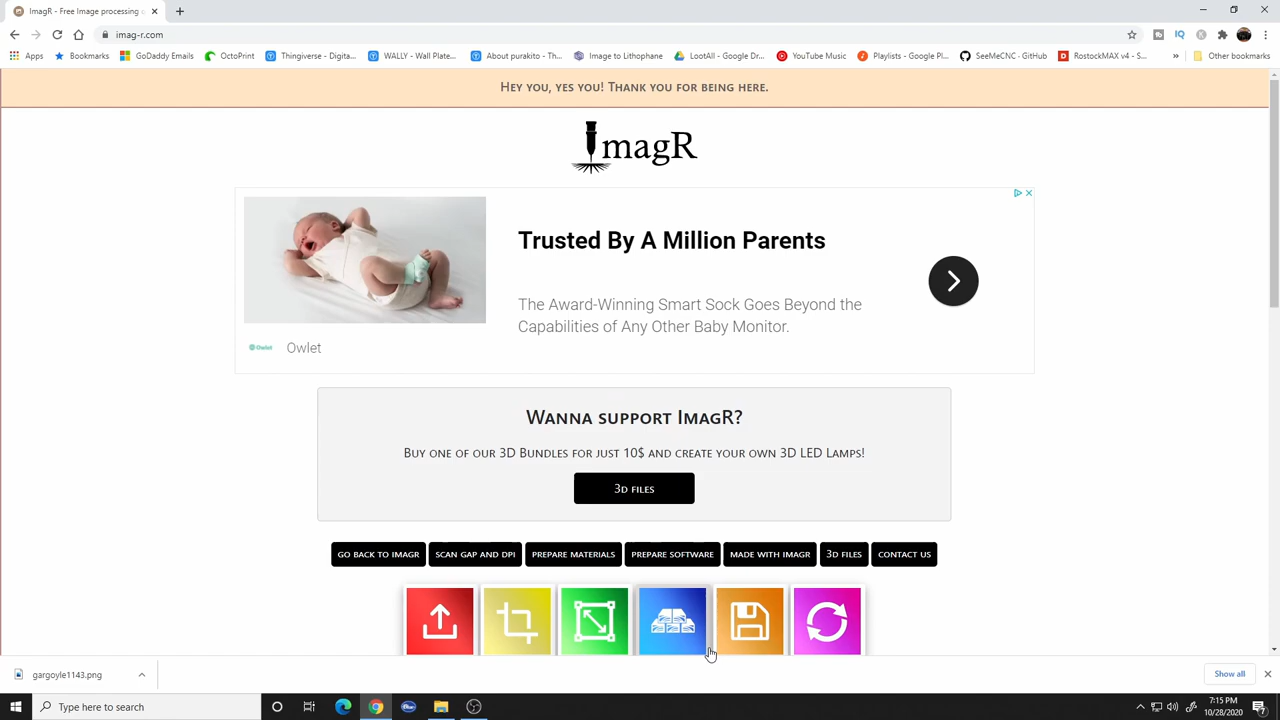 ImagR - Free Image processing o
imag-r.com
Apps
Bookmarks
GoDaddy Emails
OctoPrint
Thingiverse - Digita...
WALLY - Wall Plate...
About purakito - Th...
Image to Lithophane
LootAll - Google Dr...
YouTube Music
Playlists - Google Pl...
SeeMeCNC · GitHub
RostockMAX v4 - S...
»
Other bookmarks
Hey you, yes you! Thank you for being here.
ImagR
Trusted By A Million Parents
The Award-Winning Smart Sock Goes Beyond the
Capabilities of Any Other Baby Monitor.
Owlet
Owlet
Wanna support ImagR?
Buy one of our 3D Bundles for just 10$ and create your own 3D LED Lamps!
3d files
go back to imagr
scan gap and dpi
prepare materials
prepare software
made with imagr
3d files
contact us
gargoyle1143.png
Show all
Type here to search
7:15 PM
10/28/2020